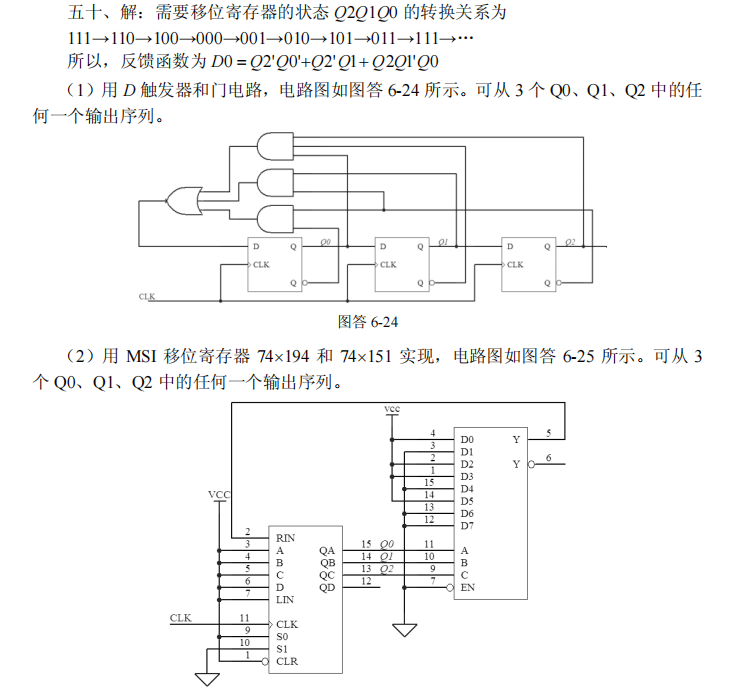 五十、解：需要移位寄存器的状态 Q2Q1Q0 的转换关系为
111→110→100→000→001→010→101→011→111→⋯
所以，反馈函数为 D0 = Q2'Q0'+Q2'Q1+Q2Q1'Q0
（1）用 D 触发器和门电路，电路图如图答 6-24 所示。可从 3 个 Q0、Q1、Q2 中的任
何一个输出序列。
D Q Q0 D Q Q1 D Q Q2
CLK CLK CLK
Q Q Q
CLK
图答 6-24
（2）用 MSI 移位寄存器 74×194 和 74×151 实现，电路图如图答 6-25 所示。可从 3
个 Q0、Q1、Q2 中的任何一个输出序列。
vcc
4 D0 Y 5
3 D1
2 D2 Y 6
1 D3
15 D4
14 D5
13 D6
12 D7
VCC
2 RIN
3 A QA 15 Q0 11 A
4 B QB 14 Q1 10 B
5 C QC 13 Q2 9 C
6 D QD 12 7 EN
7 LIN
CLK 11 CLK
9 S0
10 S1
1 CLR